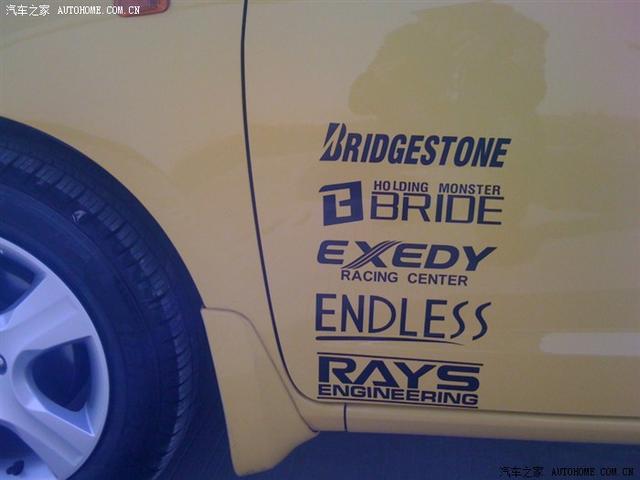 汽车之家 AUTOHOME.COM.CN
BRIDGESTONE
HOLDING MONSTER
BRIDE
EXEDY
RACING CENTER
ENDLESS
RAYS
ENGINEERING
汽车之家 AUTOHOME.COM.CN